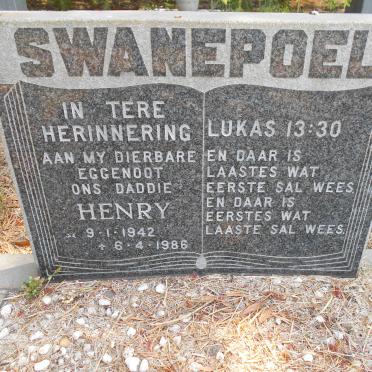 SWANEPOEL
IN TERE
HERINNERING
AAN MY DIERBARE
EGGENOOT
ONS DADDIE
HENRY
9·1·1942
6·4·1986
LUKAS 13:30
EN DAAR IS
LAASTES WAT
EERSTE SAL WEES
EN DAAR IS
EERSTES WAT
LAASTE SAL WEES.